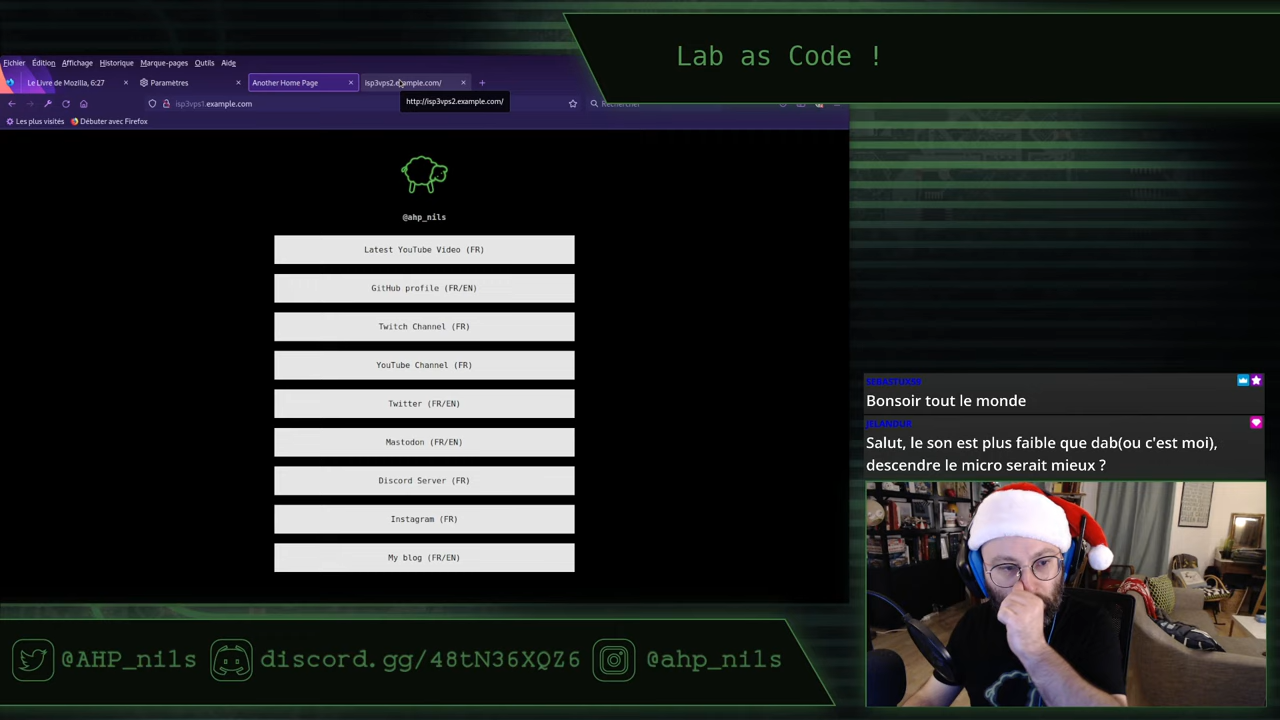 Lab as Code !
Fichier Édition Affichage Historique Marque-pages Outils Aide
Le Livre de Mozilla, 6:27
Paramètres
Another Home Page
isp3vps2.example.com/
isp3vps1.example.com
http://isp3vps2.example.com/
Rechercher
Les plus visités
Débuter avec Firefox
@ahp_nils
Latest YouTube Video (FR)
GitHub profile (FR/EN)
Twitch Channel (FR)
YouTube Channel (FR)
Twitter (FR/EN)
Mastodon (FR/EN)
Discord Server (FR)
Instagram (FR)
My blog (FR/EN)
SEBASTUX59
Bonsoir tout le monde
JELANDUR
Salut, le son est plus faible que dab(ou c'est moi),
descendre le micro serait mieux ?
@AHP_nils
discord.gg/48tN36XQZ6
@ahp_nils